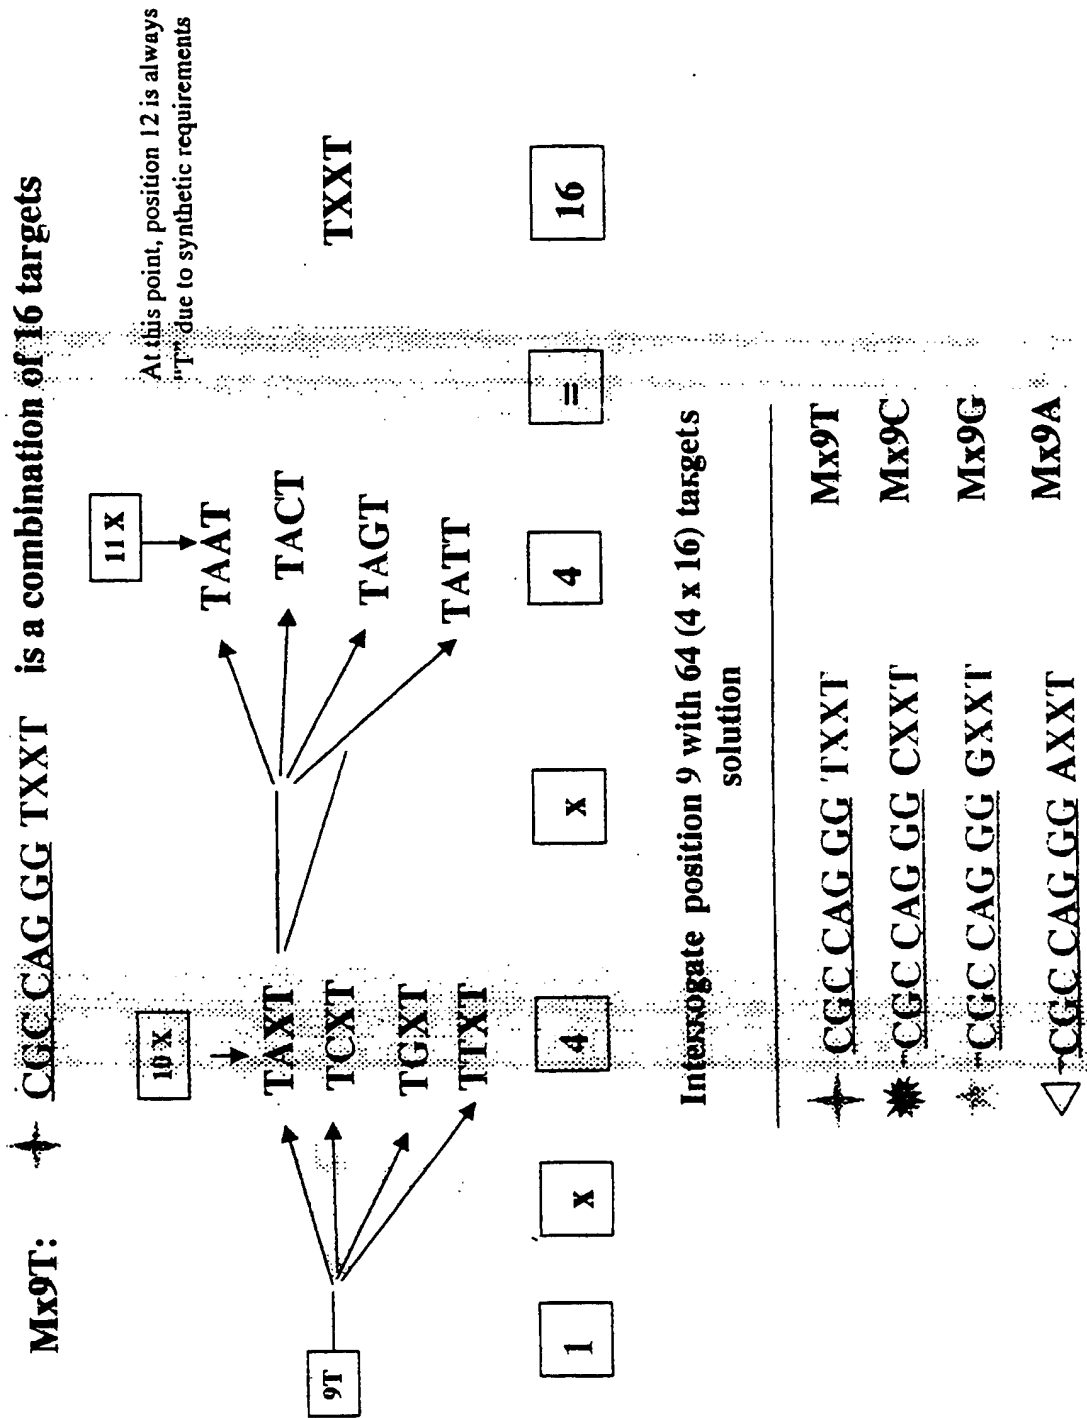 Mx9T: CGC CAG GG TXXT is a combination of 16 targets
At this point, position 12 is always
"T" due to synthetic requirements
10 X
11 X
9T
TAXT
TCXT
TGXT
TTXT
TAAT
TACT
TAGT
TATT
TXXT
1 x 4 x 4 = 16
Interrogate position 9 with 64 (4 x 16) targets
solution
CGC CAG GG TXXT Mx9T
CGC CAG GG CXXT Mx9C
CGC CAG GG GXXT Mx9G
CGC CAG GG AXXT Mx9A